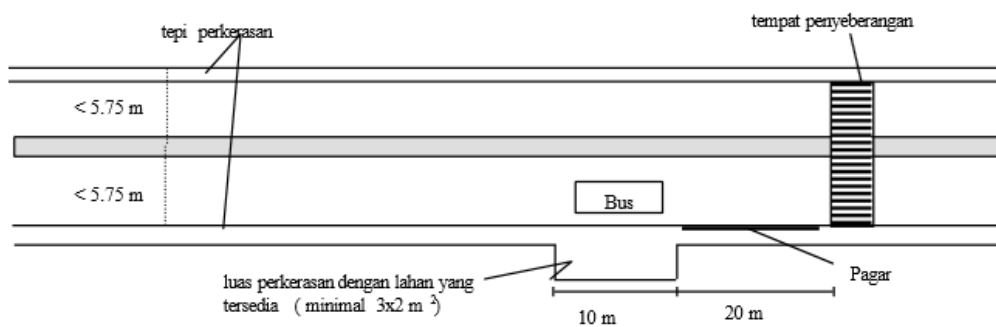 tepi perkerasan
tempat penyeberangan
< 5.75 m
< 5.75 m
Bus
Pagar
luas perkerasan dengan lahan yang
tersedia ( minimal 3x2 m ²)
10 m
20 m